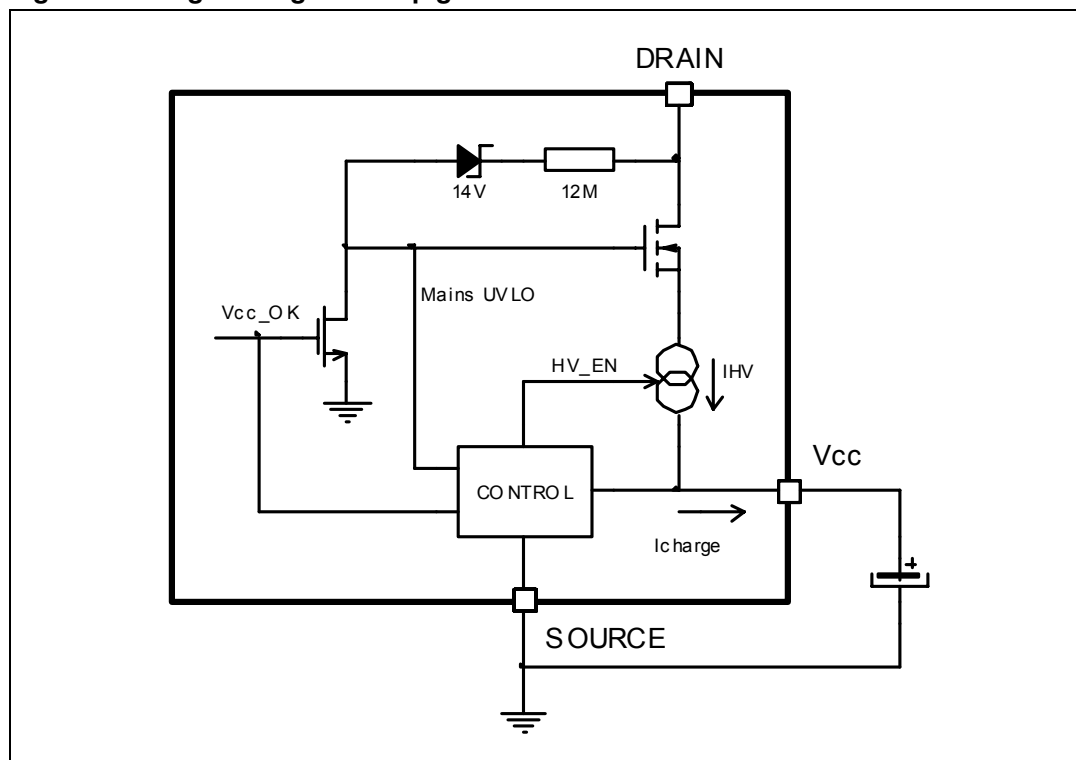 DRAIN
14V
12M
Mains UVLO
Vcc_OK
HV_EN
IHV
Vcc
CONTROL
Icharge
+
SOURCE